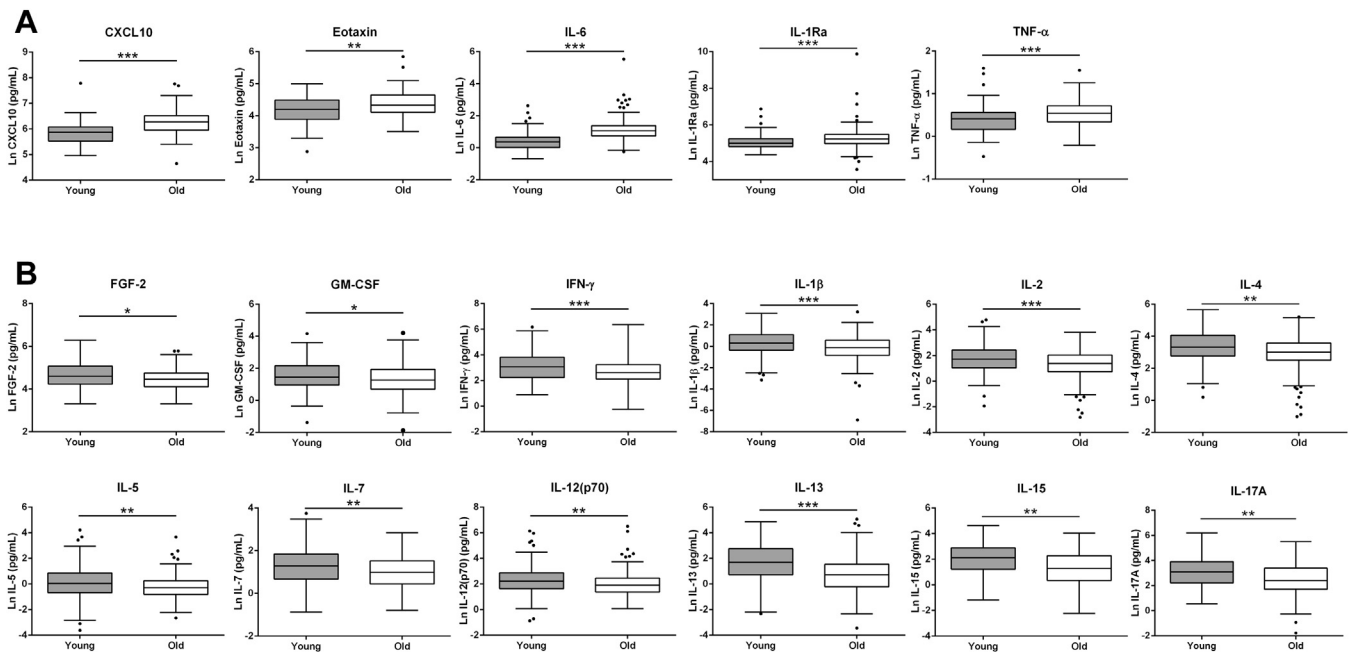 A
CXCL10
***
Ln CXCL10 (pg/mL)
9
8
7
6
5
4
Young Old
Eotaxin
**
Ln Eotaxin (pg/mL)
6
5
4
3
2
Young Old
IL-6
***
Ln IL-6 (pg/mL)
6
4
2
0
-2
Young Old
IL-1Ra
***
Ln IL-1Ra (pg/mL)
10
8
6
4
Young Old
TNF-α
***
Ln TNF-α (pg/mL)
2
1
0
-1
Young Old
B
FGF-2
*
Ln FGF-2 (pg/mL)
8
6
4
2
Young Old
GM-CSF
*
Ln GM-CSF (pg/mL)
6
4
2
0
-2
Young Old
IFN-γ
***
Ln IFN-γ (pg/mL)
8
6
4
2
0
-2
Young Old
IL-1β
***
Ln IL-1β (pg/mL)
4
2
0
-2
-4
-6
-8
Young Old
IL-2
***
Ln IL-2 (pg/mL)
8
6
4
2
0
-2
-4
Young Old
IL-4
**
Ln IL-4 (pg/mL)
6
4
2
0
-2
Young Old
IL-5
**
Ln IL-5 (pg/mL)
6
4
2
0
-2
-4
Young Old
IL-7
**
Ln IL-7 (pg/mL)
4
2
0
-2
Young Old
IL-12(p70)
**
Ln IL-12(p70) (pg/mL)
8
6
4
2
0
-2
Young Old
IL-13
***
Ln IL-13 (pg/mL)
6
4
2
0
-2
-4
Young Old
IL-15
**
Ln IL-15 (pg/mL)
6
4
2
0
-2
-4
Young Old
IL-17A
**
Ln IL-17A (pg/mL)
8
6
4
2
0
-2
Young Old